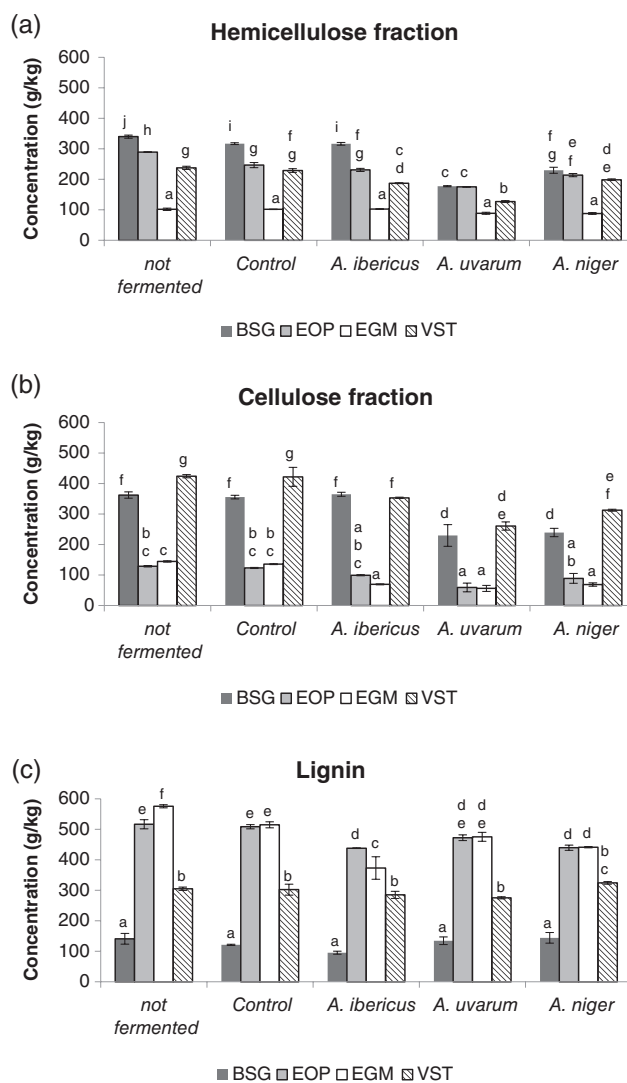 (a)
Hemicellulose fraction
Concentration (g/kg)
600
500
400
300
200
100
0
j
h
a
g
i
g
a
f
g
i
f
g
a
c
d
c
c
a
b
f
g
e
f
a
d
e
not fermented
Control
A. ibericus
A. uvarum
A. niger
BSG EOP EGM VST
(b)
Cellulose fraction
Concentration (g/kg)
600
500
400
300
200
100
0
f
b
c
c
g
f
b
c
b
c
g
f
a
b
c
a
f
d
a
a
d
e
d
a
b
a
e
f
not fermented
Control
A. ibericus
A. uvarum
A. niger
BSG EOP EGM VST
(c)
Lignin
Concentration (g/kg)
600
500
400
300
200
100
0
a
e
f
b
a
e
e
b
a
d
c
b
a
d
e
d
e
b
a
d
d
b
c
not fermented
Control
A. ibericus
A. uvarum
A. niger
BSG EOP EGM VST